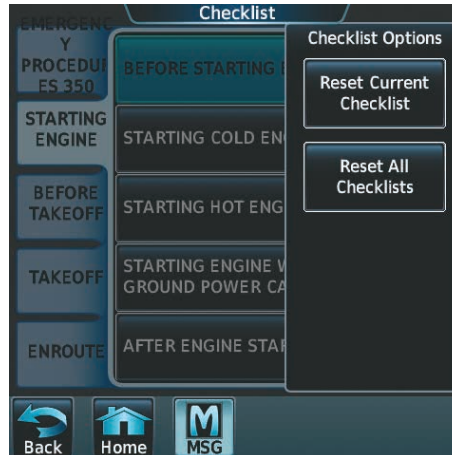 Checklist
EMERGENC
Y
PROCEDUR
ES 350
STARTING
ENGINE
BEFORE
TAKEOFF
TAKEOFF
ENROUTE
BEFORE STARTING
STARTING COLD EN
STARTING HOT ENG
STARTING ENGINE W
GROUND POWER CA
AFTER ENGINE STAR
Checklist Options
Reset Current
Checklist
Reset All
Checklists
Back
Home
MSG